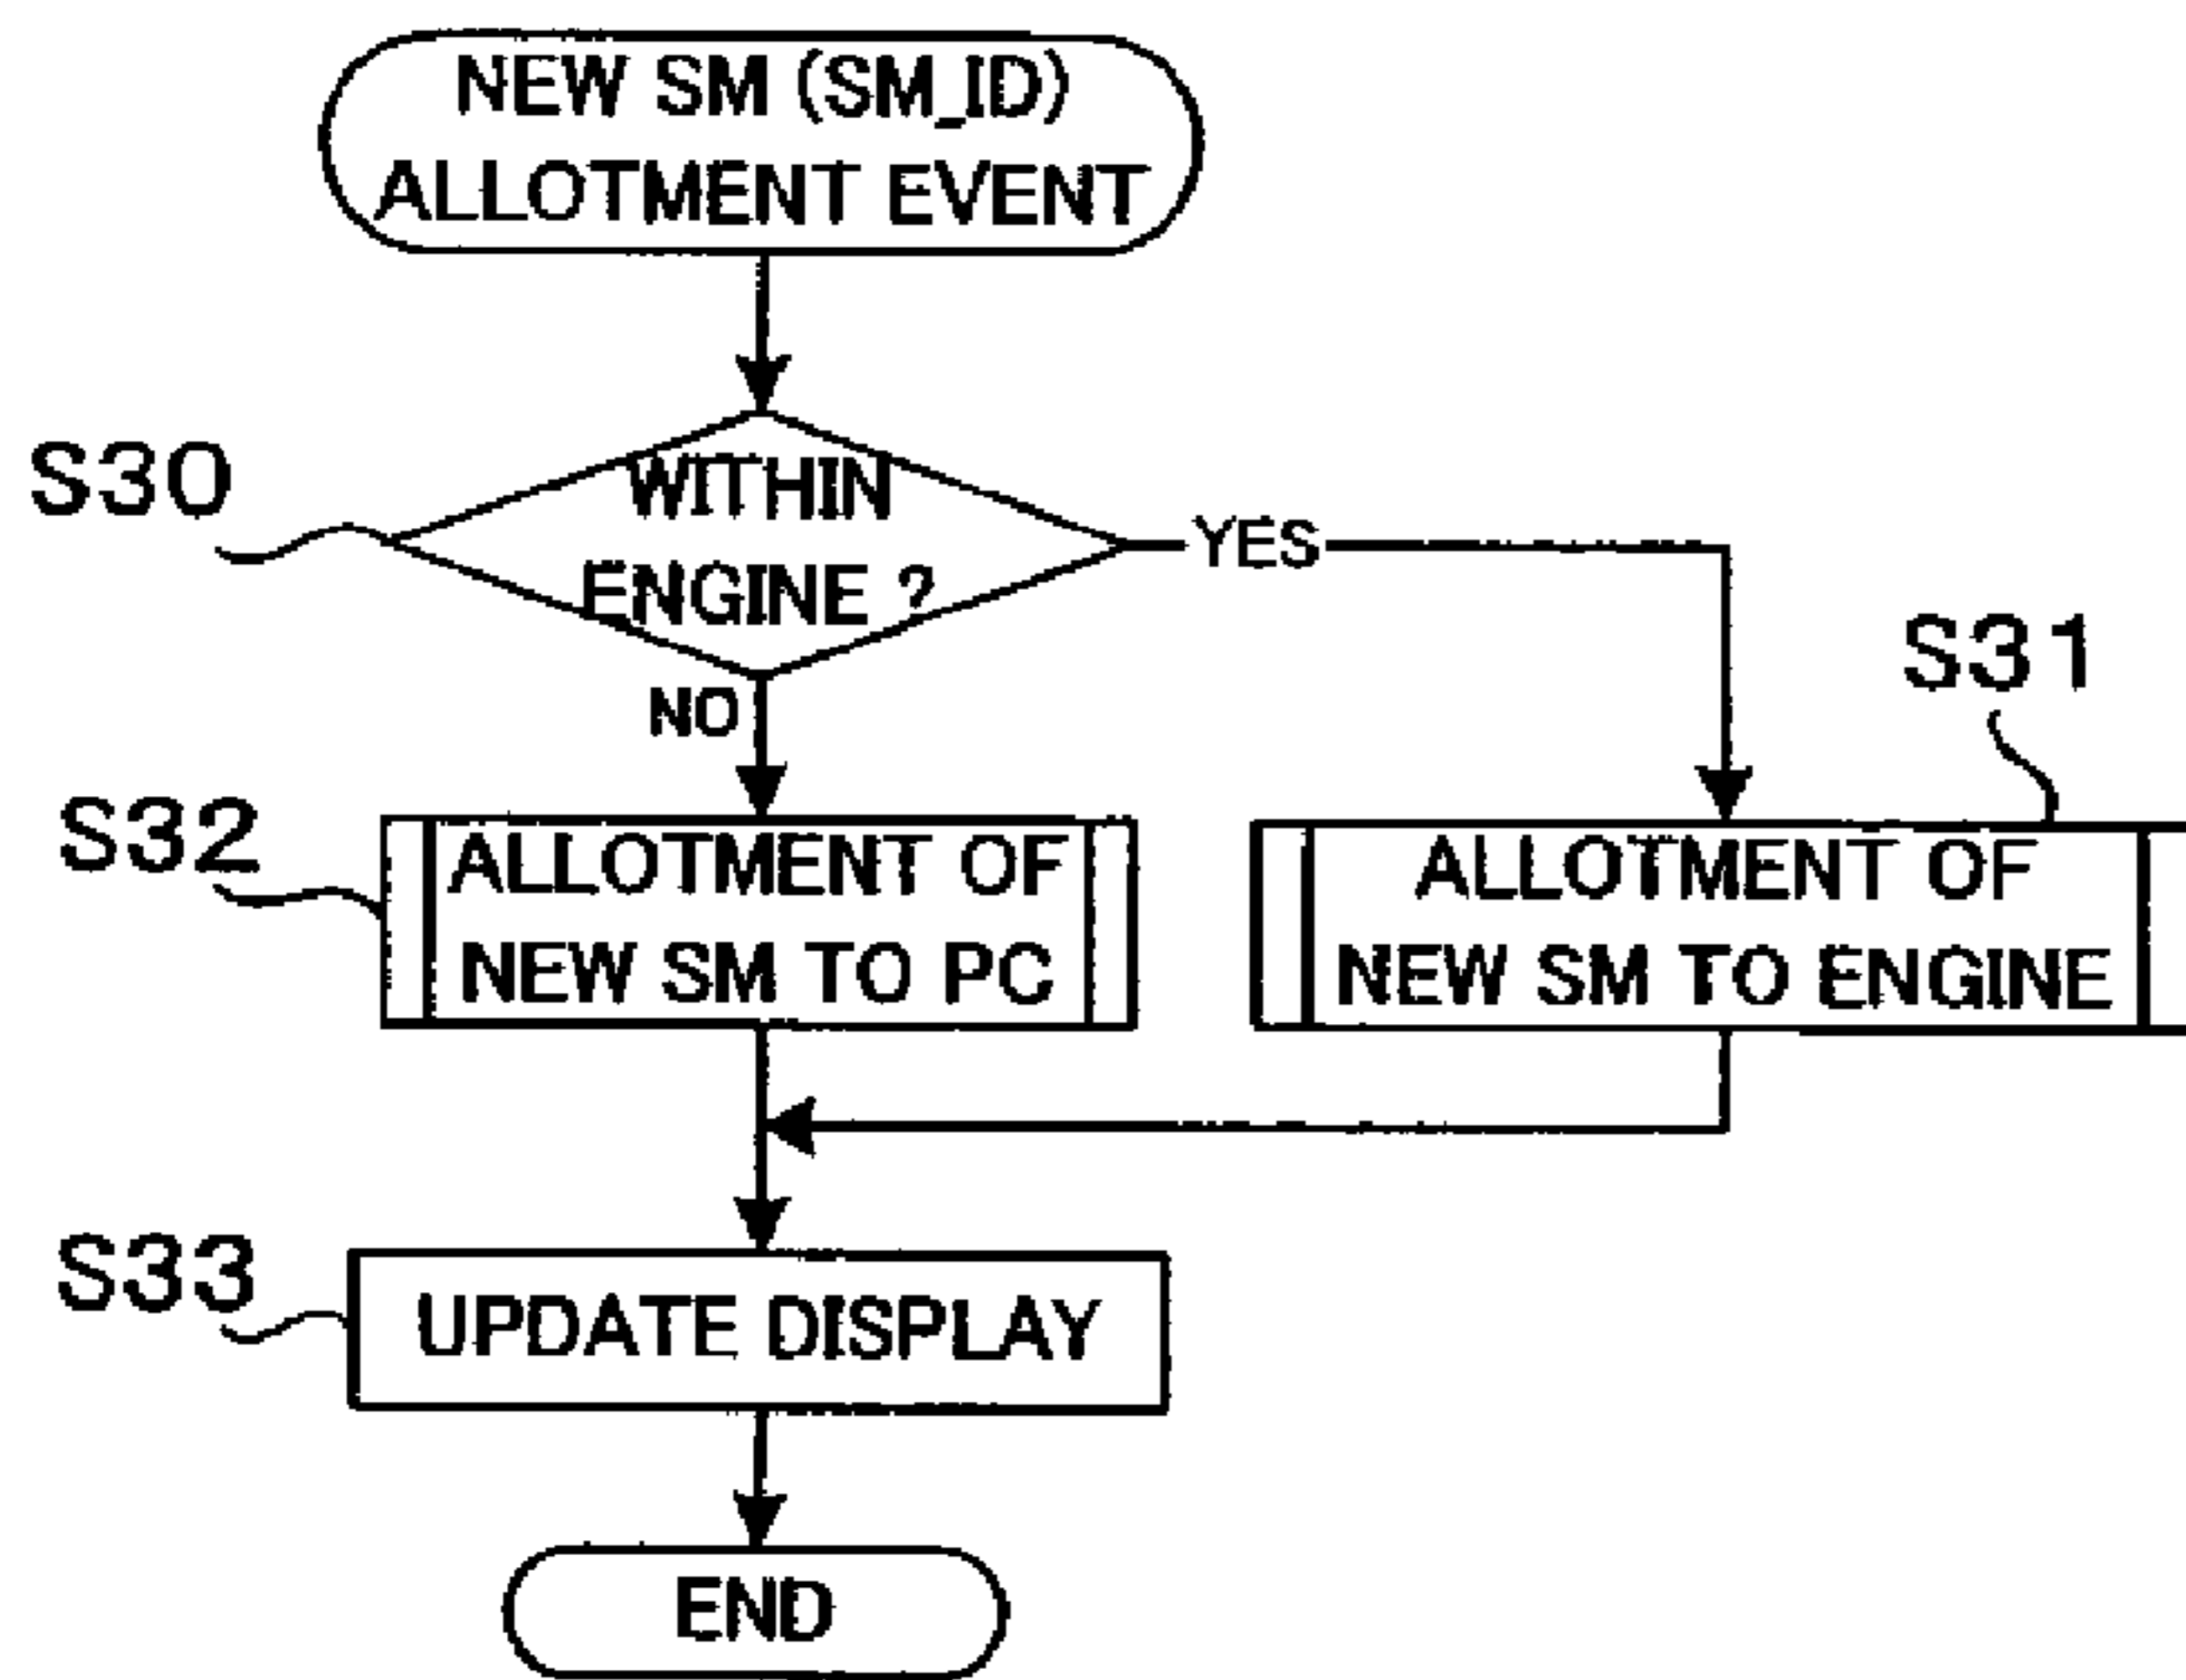 NEW SM (SM_ID)
ALLOTMENT EVENT
S30
WITHIN
ENGINE ?
YES
NO
S31
S32
ALLOTMENT OF
NEW SM TO PC
ALLOTMENT OF
NEW SM TO ENGINE
S33
UPDATE DISPLAY
END